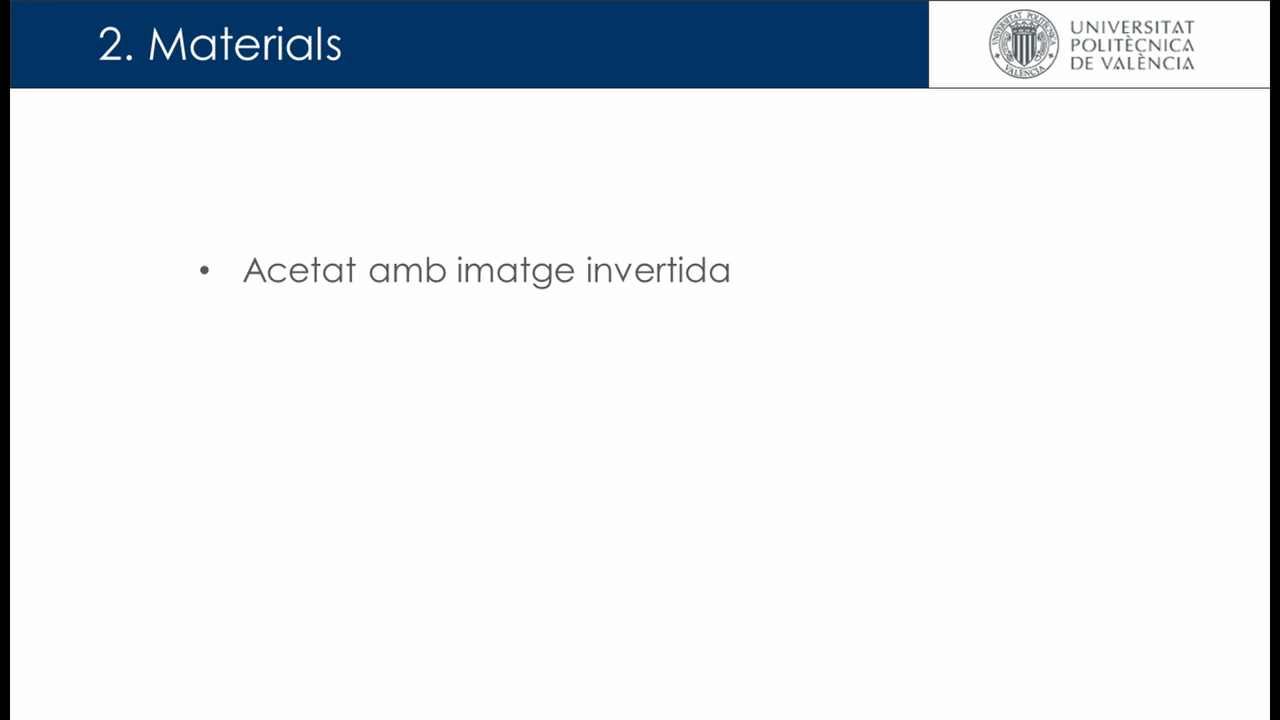 2. Materials
UNIVERSITAT
POLITÈCNICA
DE VALÈNCIA
• Acetat amb imatge invertida